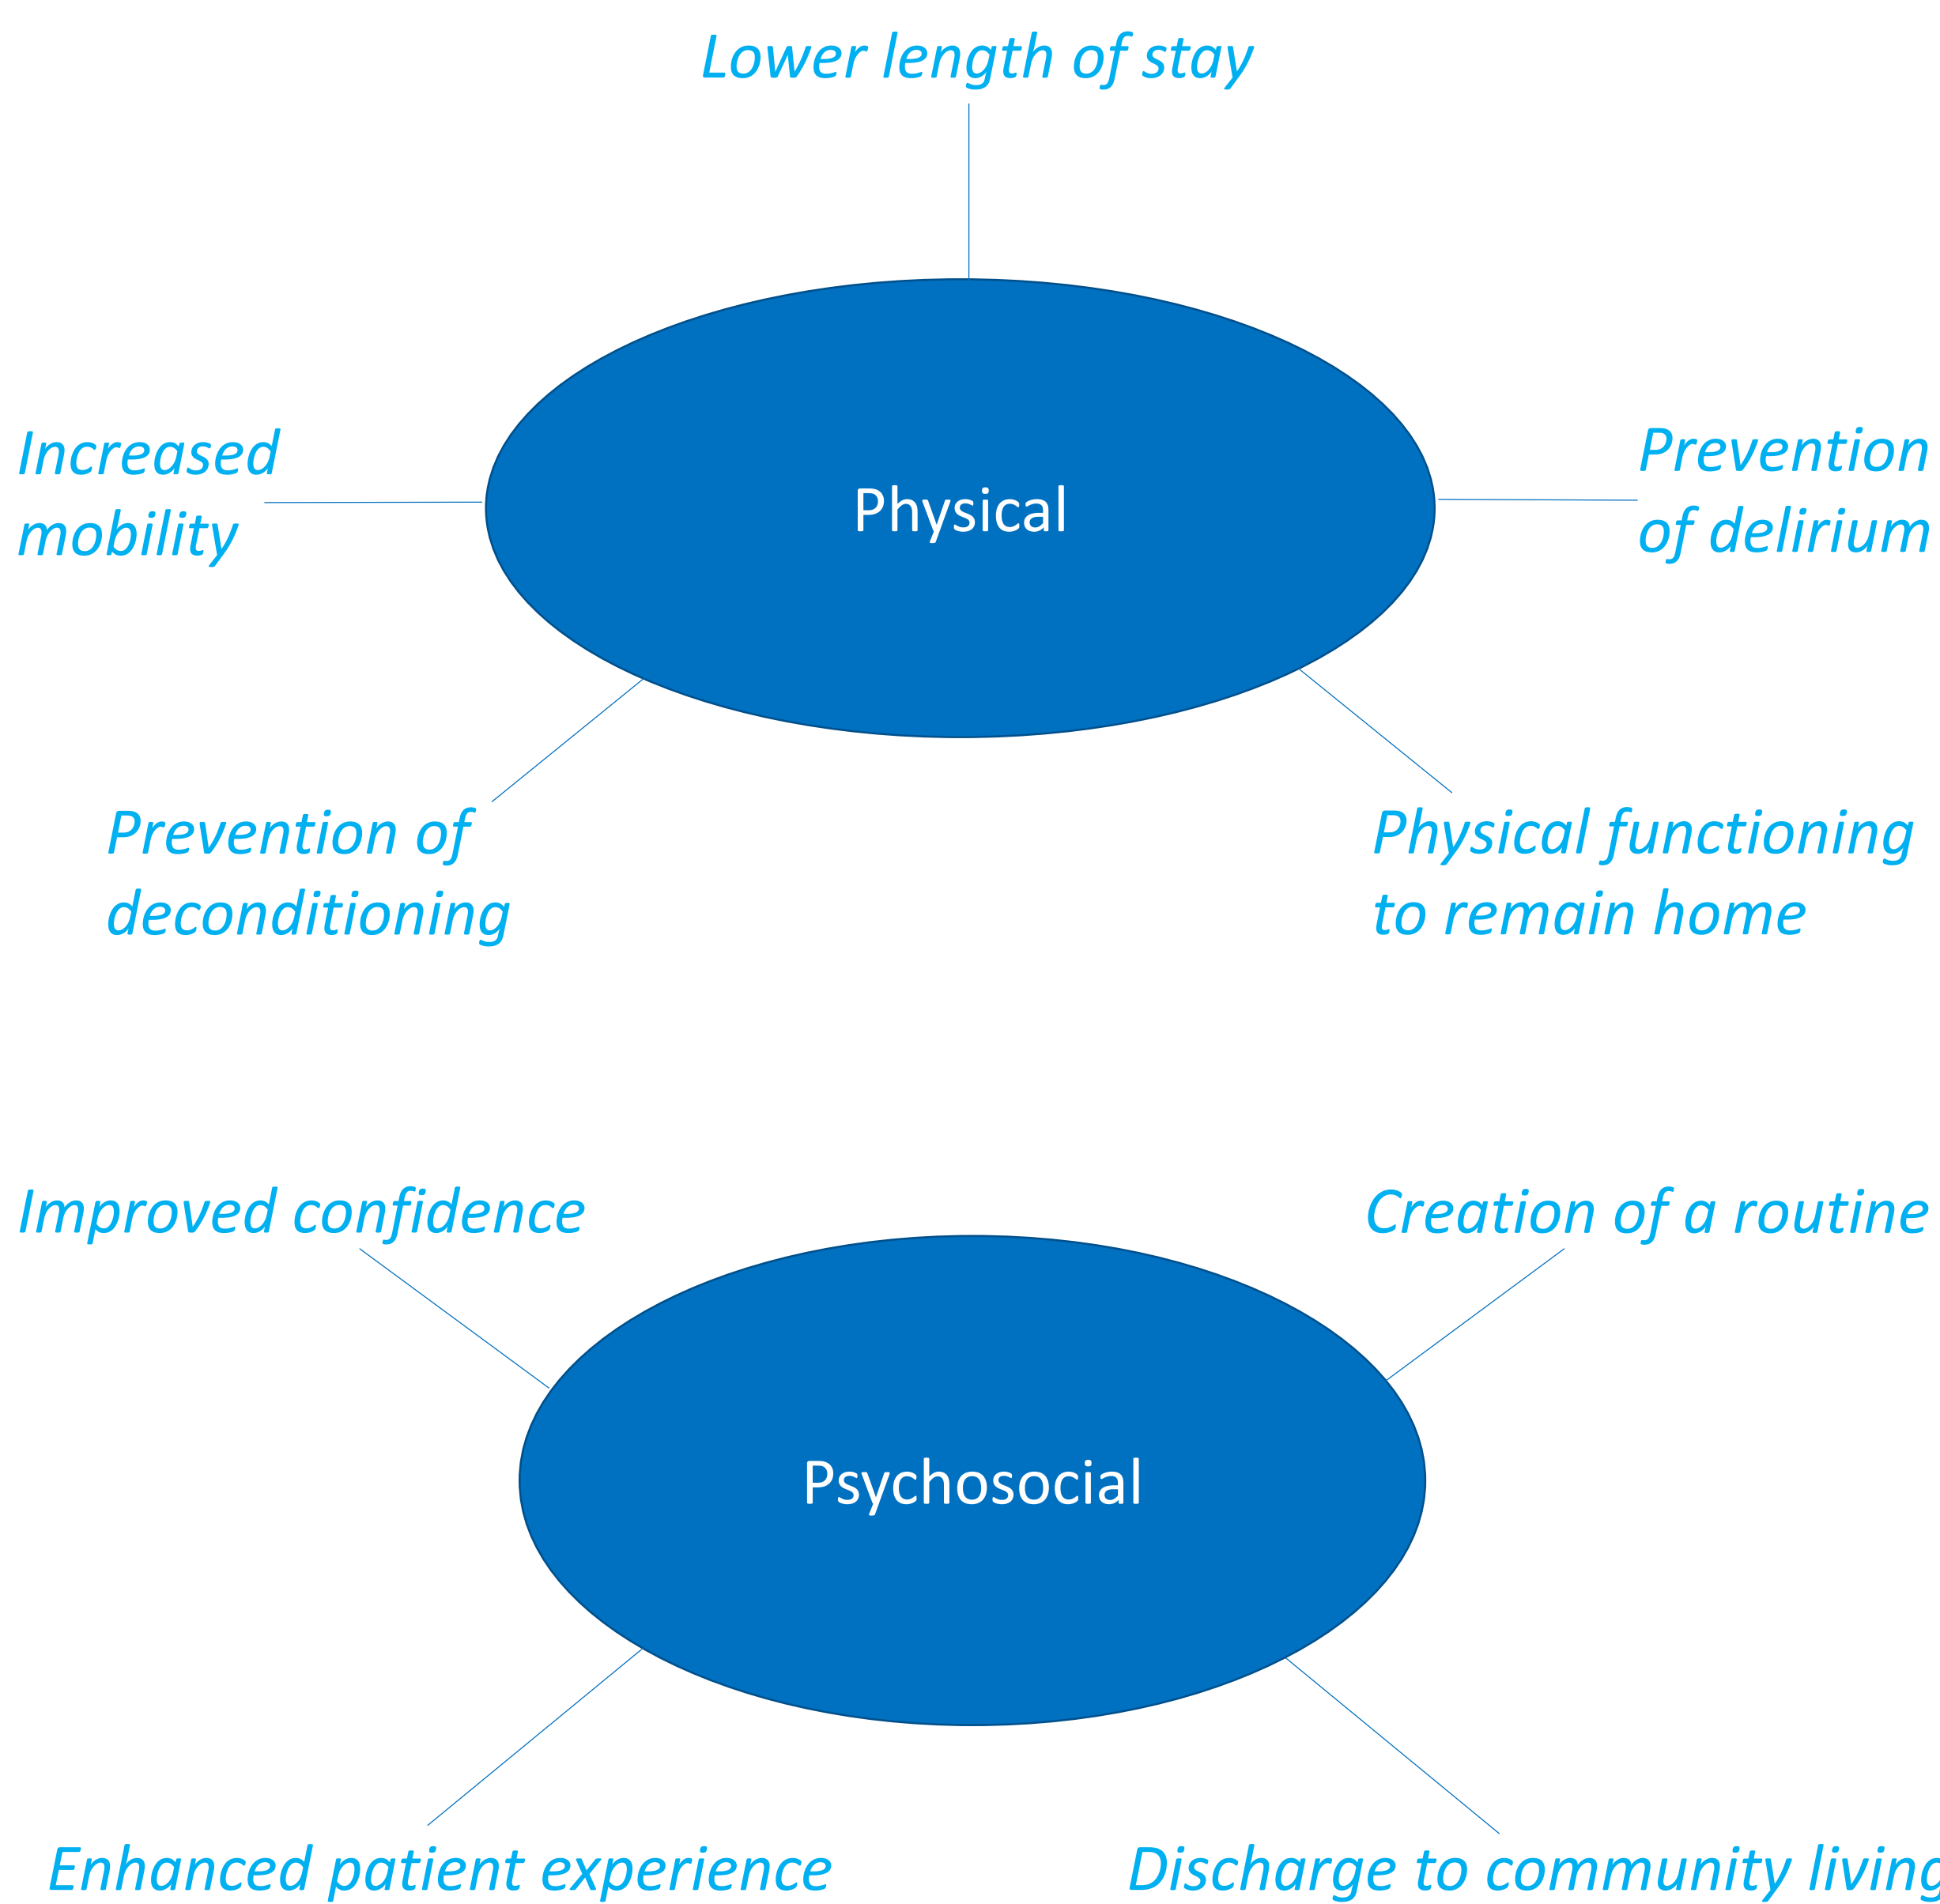 Lower length of stay
Increased
mobility
Physical
Prevention
of delirium
Prevention of
deconditioning
Physical functioning
to remain home
Improved confidence
Creation of a routine
Psychosocial
Enhanced patient experience
Discharge to community living